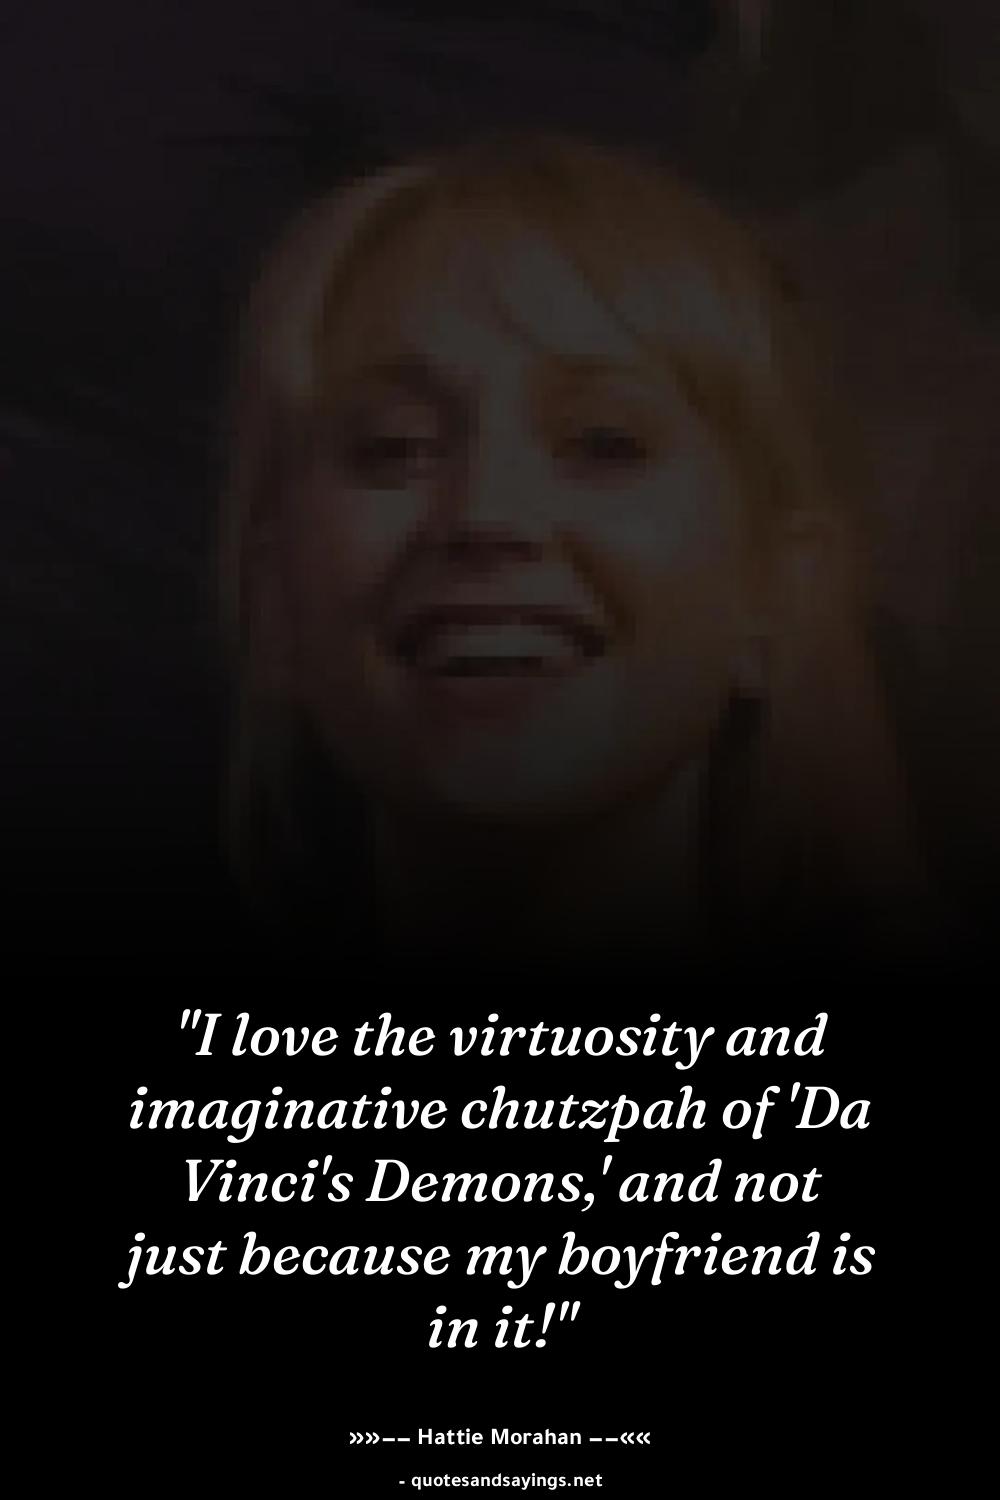 "I love the virtuosity and
imaginative chutzpah of 'Da
Vinci's Demons,' and not
just because my boyfriend is
in it!"
»»−− Hattie Morahan −−««
- quotesandsayings.net